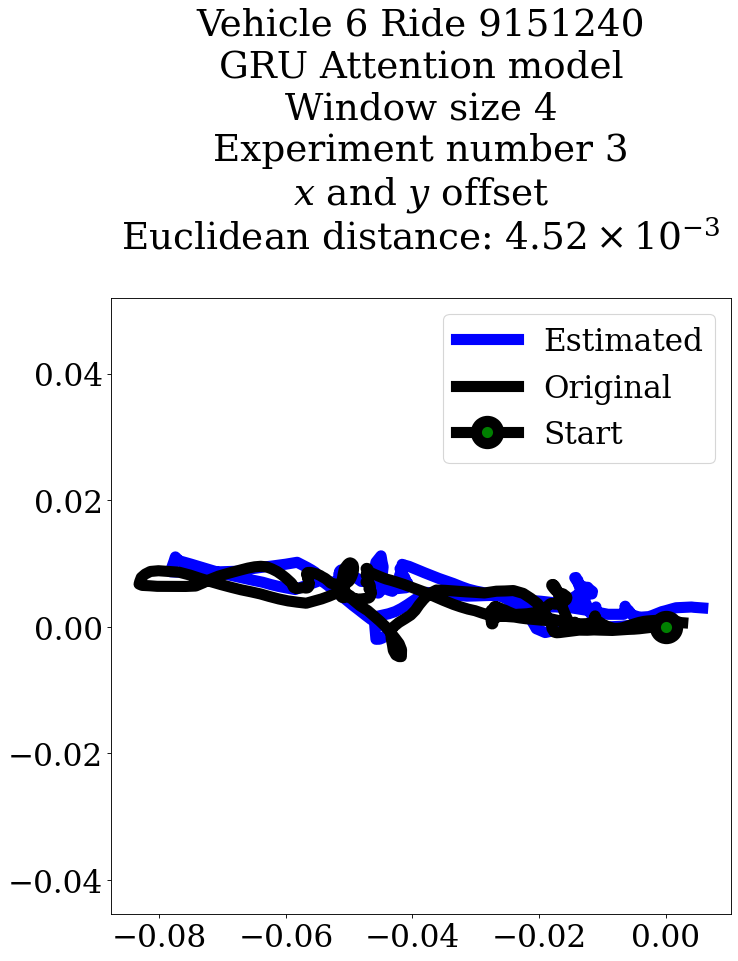 Vehicle 6 Ride 9151240
GRU Attention model
Window size 4
Experiment number 3
x and y offset
Euclidean distance: 4.52 × 10⁻³
Estimated
Original
Start
0.04
0.02
0.00
−0.02
−0.04
−0.08
−0.06
−0.04
−0.02
0.00